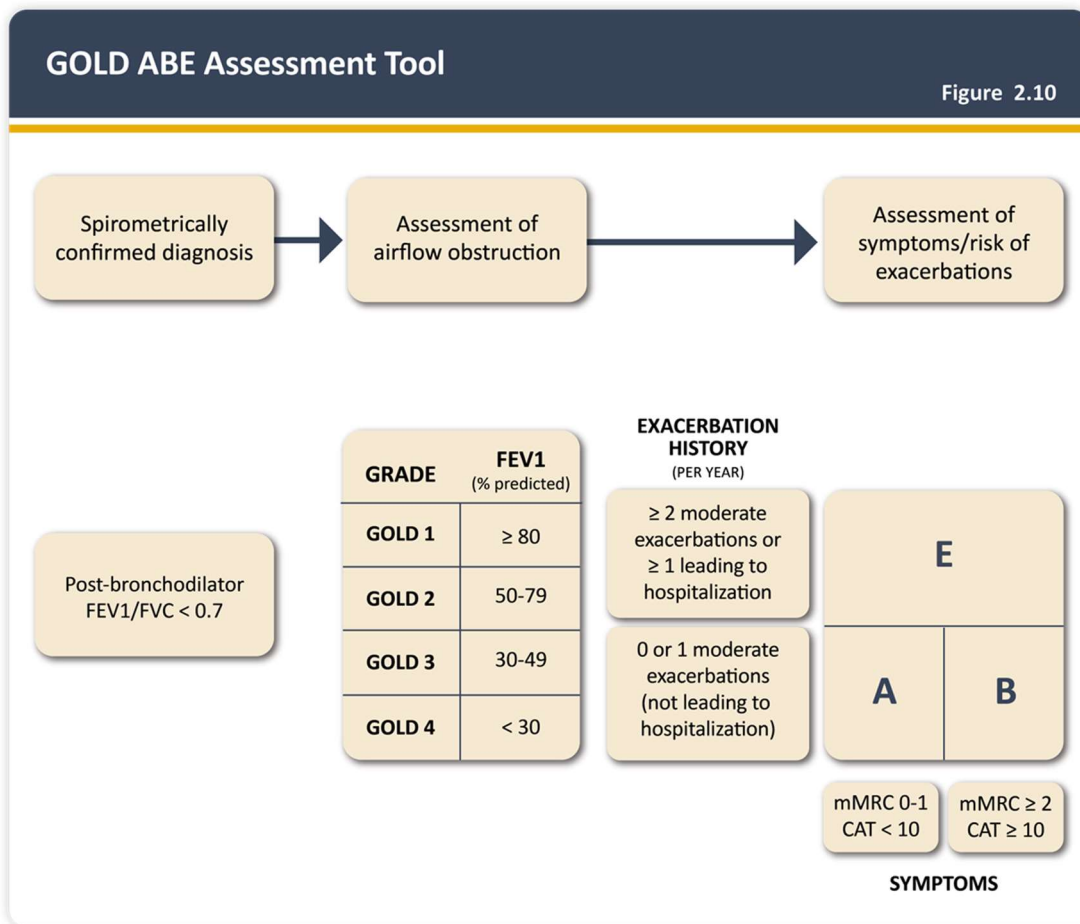 GOLD ABE Assessment Tool
Figure 2.10
Spirometrically
confirmed diagnosis
Assessment of
airflow obstruction
Assessment of
symptoms/risk of
exacerbations
Post-bronchodilator
FEV1/FVC < 0.7
GRADE
FEV1
(% predicted)
GOLD 1
≥ 80
GOLD 2
50-79
GOLD 3
30-49
GOLD 4
< 30
EXACERBATION
HISTORY
(PER YEAR)
≥ 2 moderate
exacerbations or
≥ 1 leading to
hospitalization
0 or 1 moderate
exacerbations
(not leading to
hospitalization)
E
A
B
mMRC 0-1
CAT < 10
mMRC ≥ 2
CAT ≥ 10
SYMPTOMS